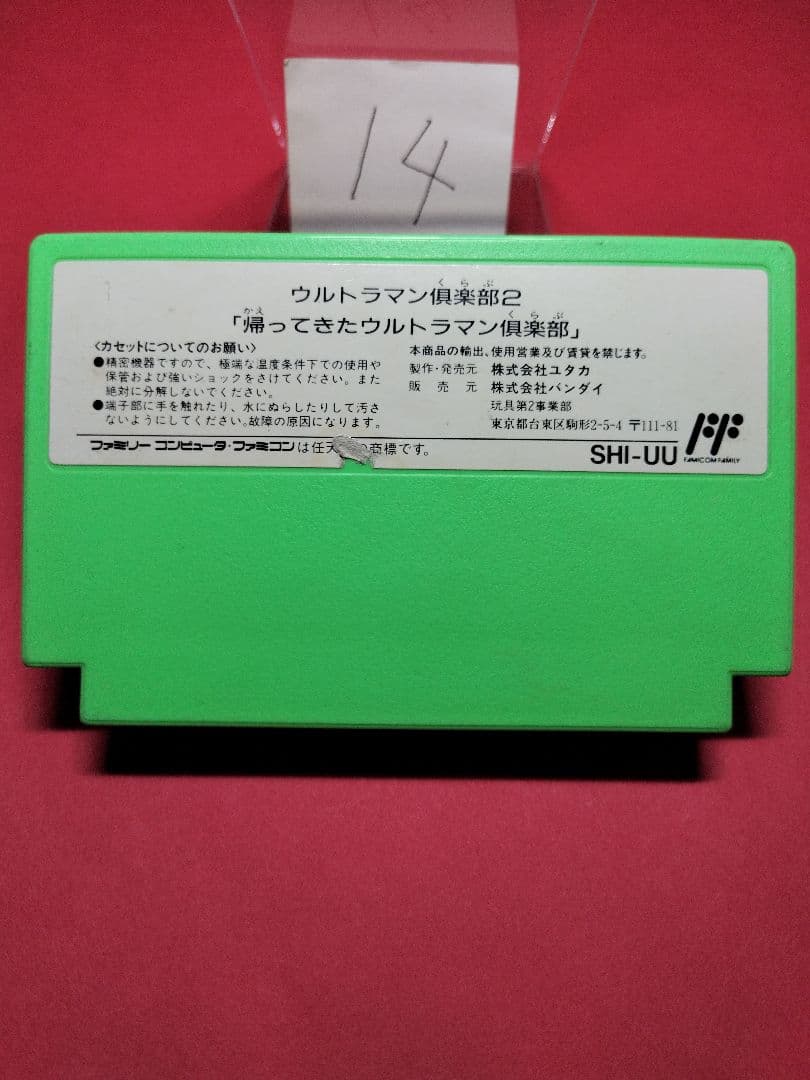 14
ウルトラマン倶楽部2
「帰ってきたウルトラマン倶楽部」
〈カセットについてのお願い〉
●精密機器ですので、極端な温度条件下での使用や
保管および強いショックをさけてください。また
絶対に分解しないでください。
●端子部に手を触れたり、水にぬらしたりして汚さ
ないようにしてください。故障の原因になります。
ファミリーコンピュータ・ファミコンは任天の商標です。
本商品の輸出、使用営業及び賃貸を禁じます。
製作・発売元 株式会社ユタカ
販売元 株式会社バンダイ
玩具第2事業部
東京都台東区駒形2-5-4 〒111-81
SHI-UU
FAMICOM FAMILY